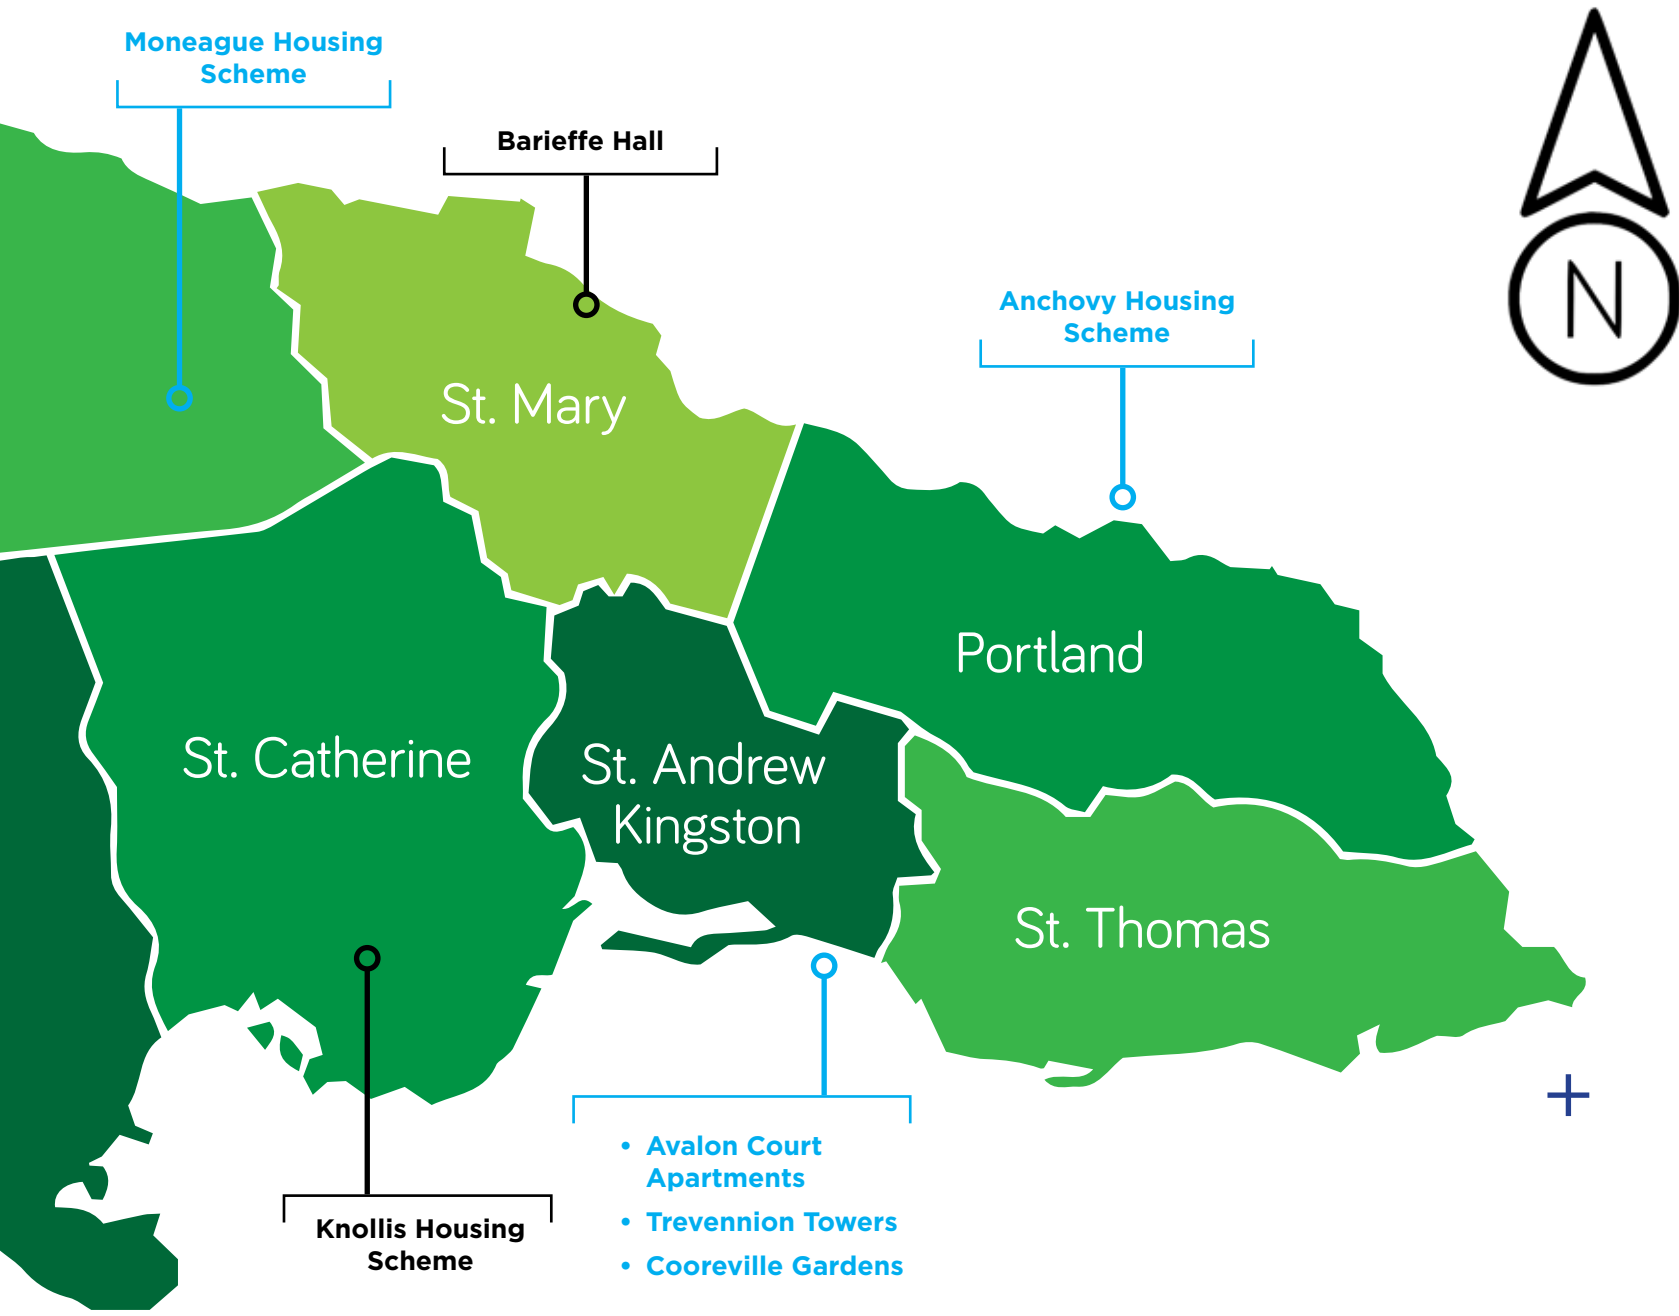 Moneague Housing
Scheme
Barieffe Hall
N
Anchovy Housing
Scheme
St. Mary
Portland
St. Catherine
St. Andrew
Kingston
St. Thomas
• Avalon Court
Apartments
• Trevennion Towers
• Cooreville Gardens
Knollis Housing
Scheme